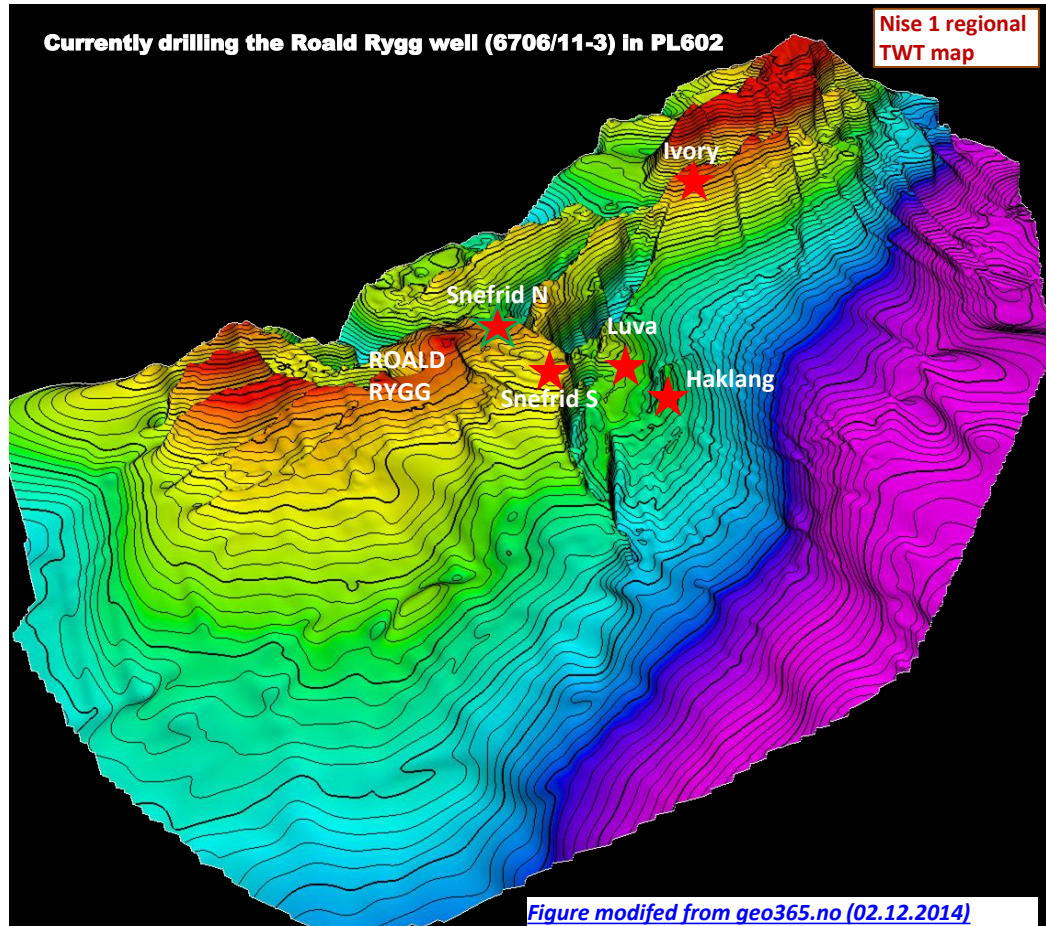 Currently drilling the Roald Rygg well (6706/11-3) in PL602
Nise 1 regional
TWT map
Ivory
Snefrid N
Luva
ROALD
RYGG
Haklang
Snefrid S
Figure modifed from geo365.no (02.12.2014)